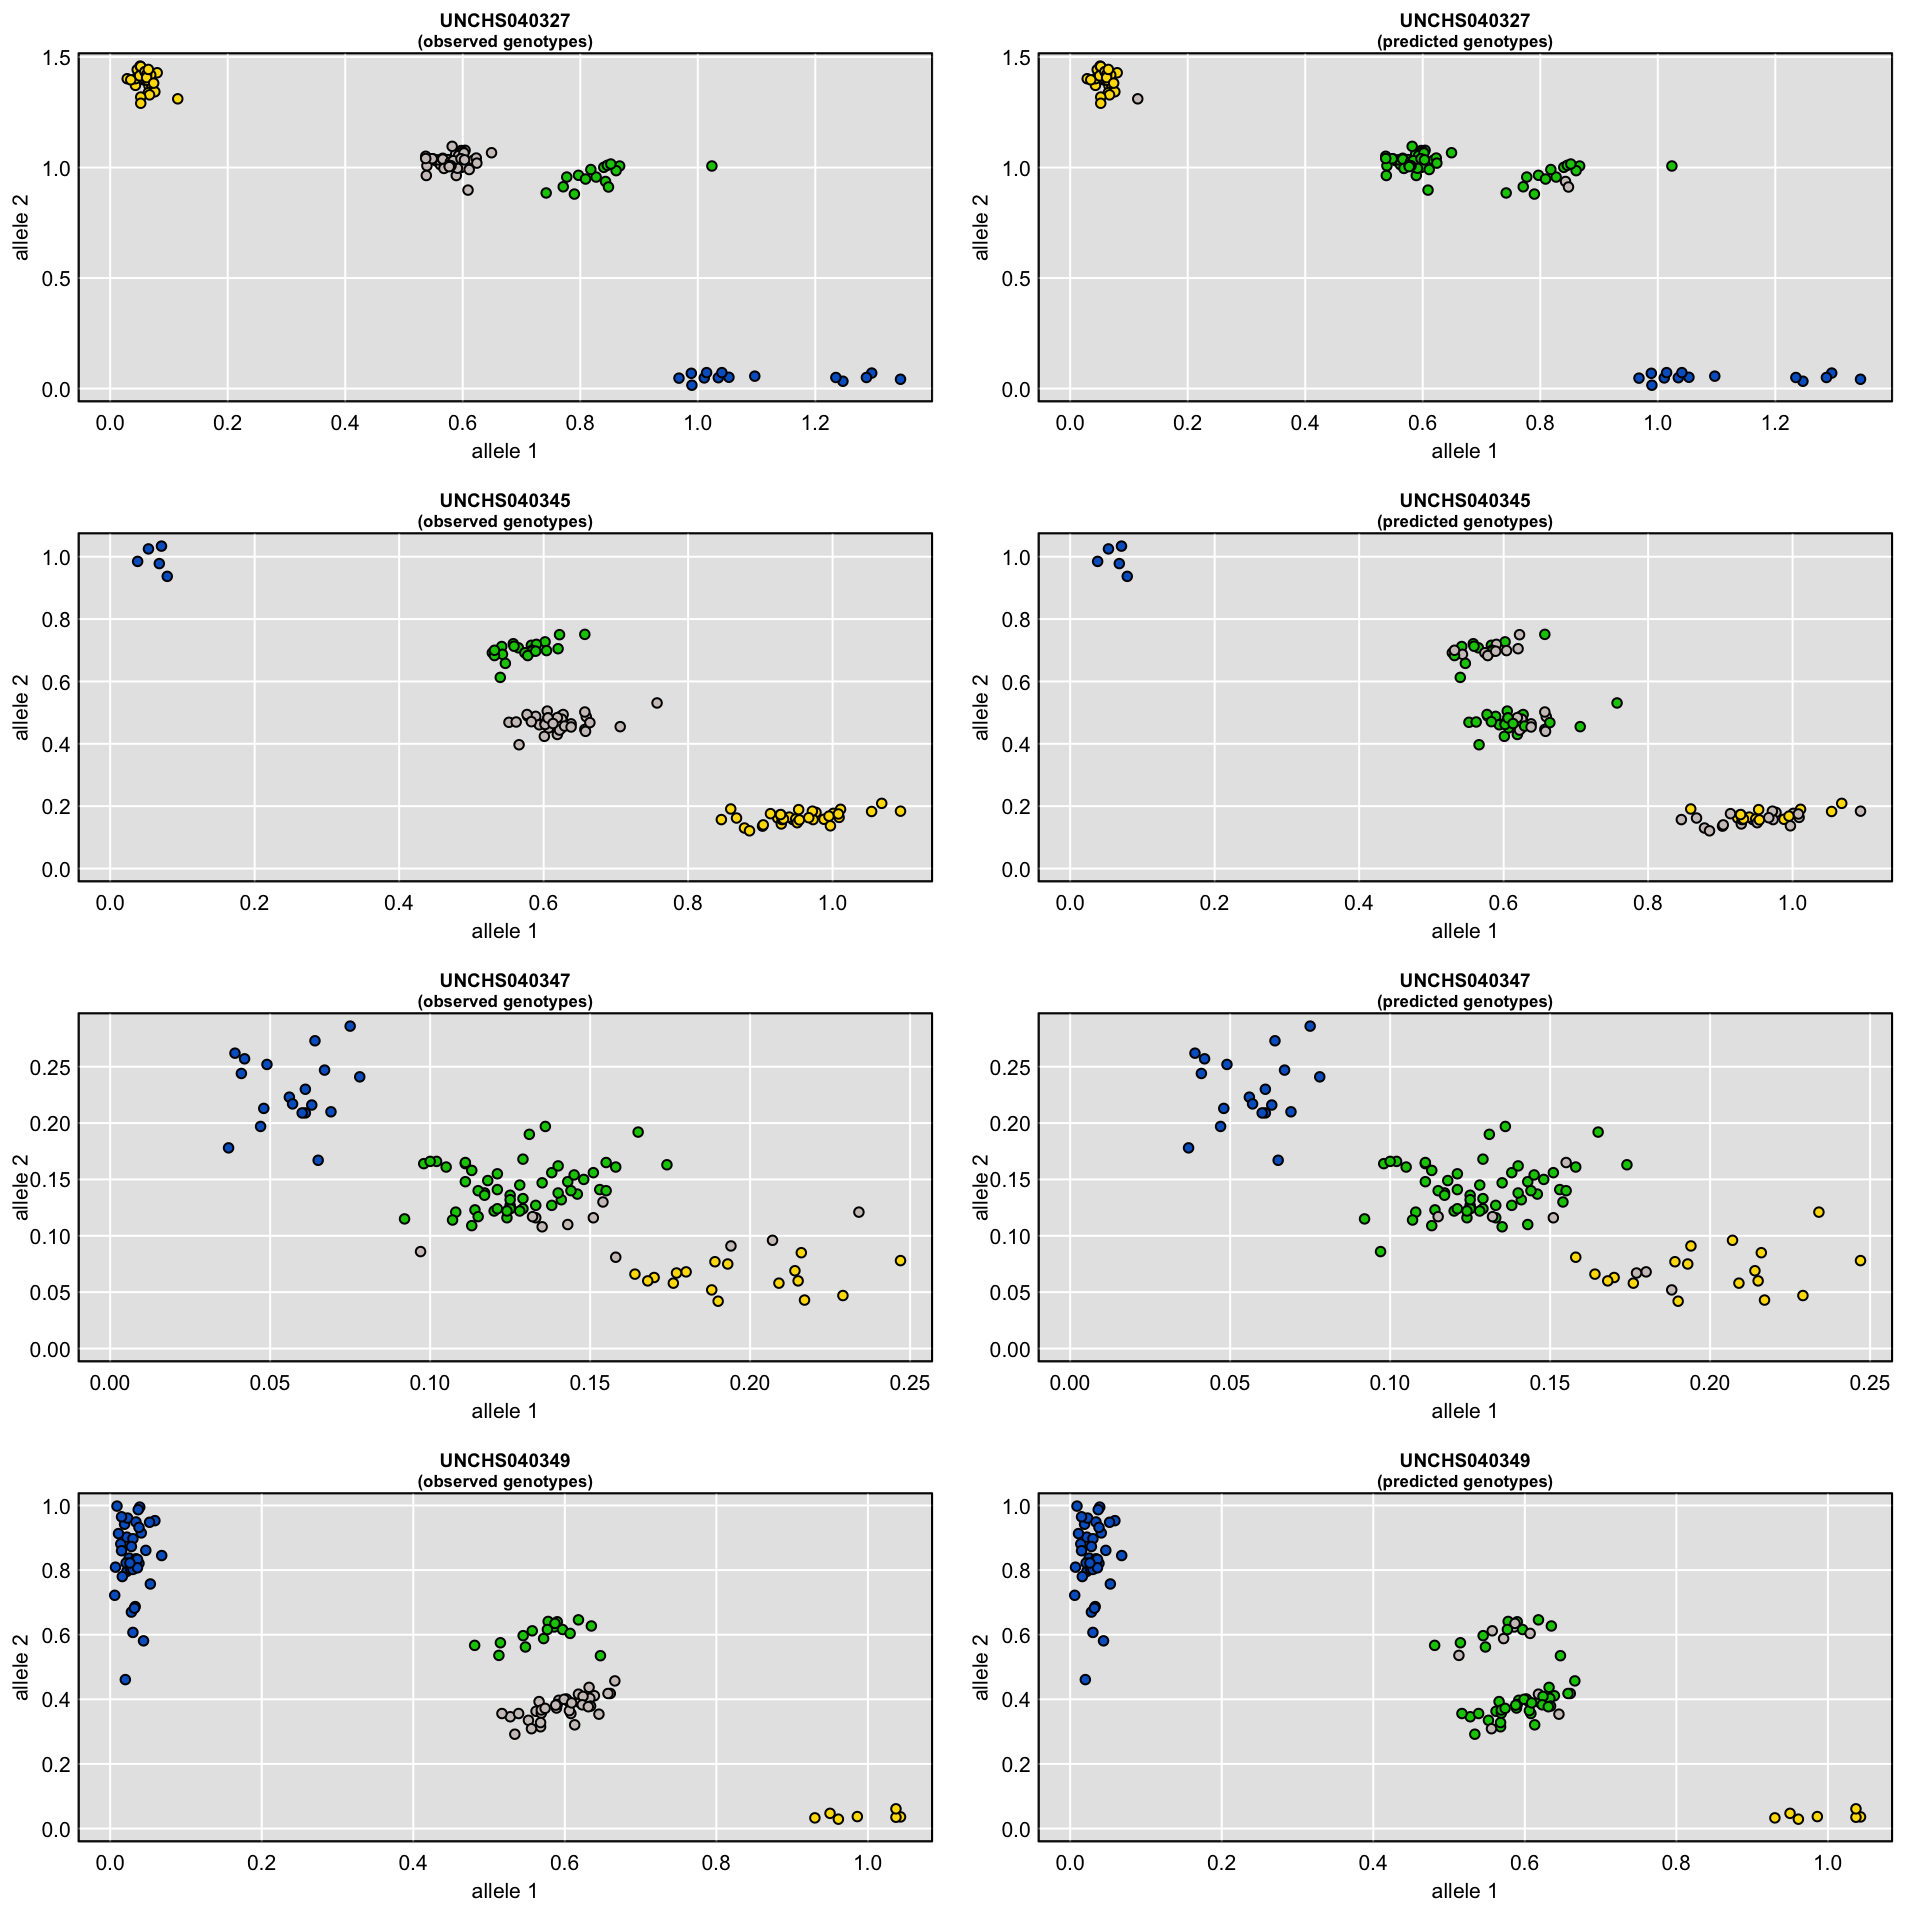 UNCHS040327
(observed genotypes)
allele 2
1.5
1.0
0.5
0.0
0.0 0.2 0.4 0.6 0.8 1.0 1.2
allele 1
UNCHS040327
(predicted genotypes)
allele 2
1.5
1.0
0.5
0.0
0.0 0.2 0.4 0.6 0.8 1.0 1.2
allele 1
UNCHS040345
(observed genotypes)
allele 2
1.0
0.8
0.6
0.4
0.2
0.0
0.0 0.2 0.4 0.6 0.8 1.0
allele 1
UNCHS040345
(predicted genotypes)
allele 2
1.0
0.8
0.6
0.4
0.2
0.0
0.0 0.2 0.4 0.6 0.8 1.0
allele 1
UNCHS040347
(observed genotypes)
allele 2
0.25
0.20
0.15
0.10
0.05
0.00
0.00 0.05 0.10 0.15 0.20 0.25
allele 1
UNCHS040347
(predicted genotypes)
allele 2
0.25
0.20
0.15
0.10
0.05
0.00
0.00 0.05 0.10 0.15 0.20 0.25
allele 1
UNCHS040349
(observed genotypes)
allele 2
1.0
0.8
0.6
0.4
0.2
0.0
0.0 0.2 0.4 0.6 0.8 1.0
allele 1
UNCHS040349
(predicted genotypes)
allele 2
1.0
0.8
0.6
0.4
0.2
0.0
0.0 0.2 0.4 0.6 0.8 1.0
allele 1